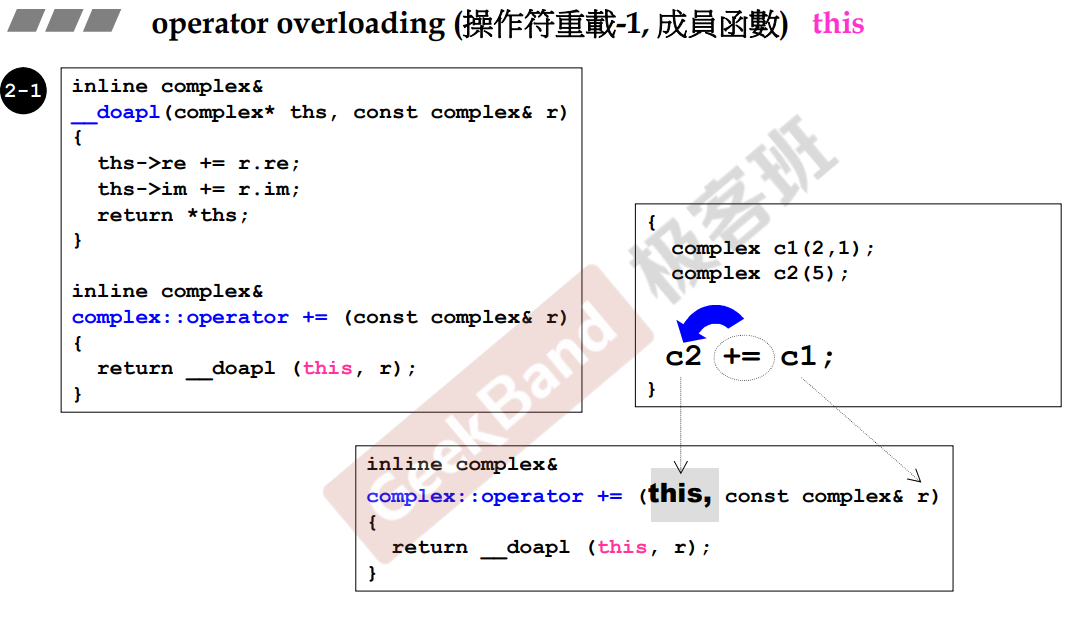 operator overloading (操作符重載-1, 成員函數) this
2-1
inline complex&
__doapl(complex* ths, const complex& r)
{
  ths->re += r.re;
  ths->im += r.im;
  return *ths;
}
inline complex&
complex::operator += (const complex& r)
{
  return __doapl (this, r);
}
{
  complex c1(2,1);
  complex c2(5);
  c2 += c1;
}
inline complex&
complex::operator += (this, const complex& r)
{
  return __doapl (this, r);
}
GeekBand 极客班